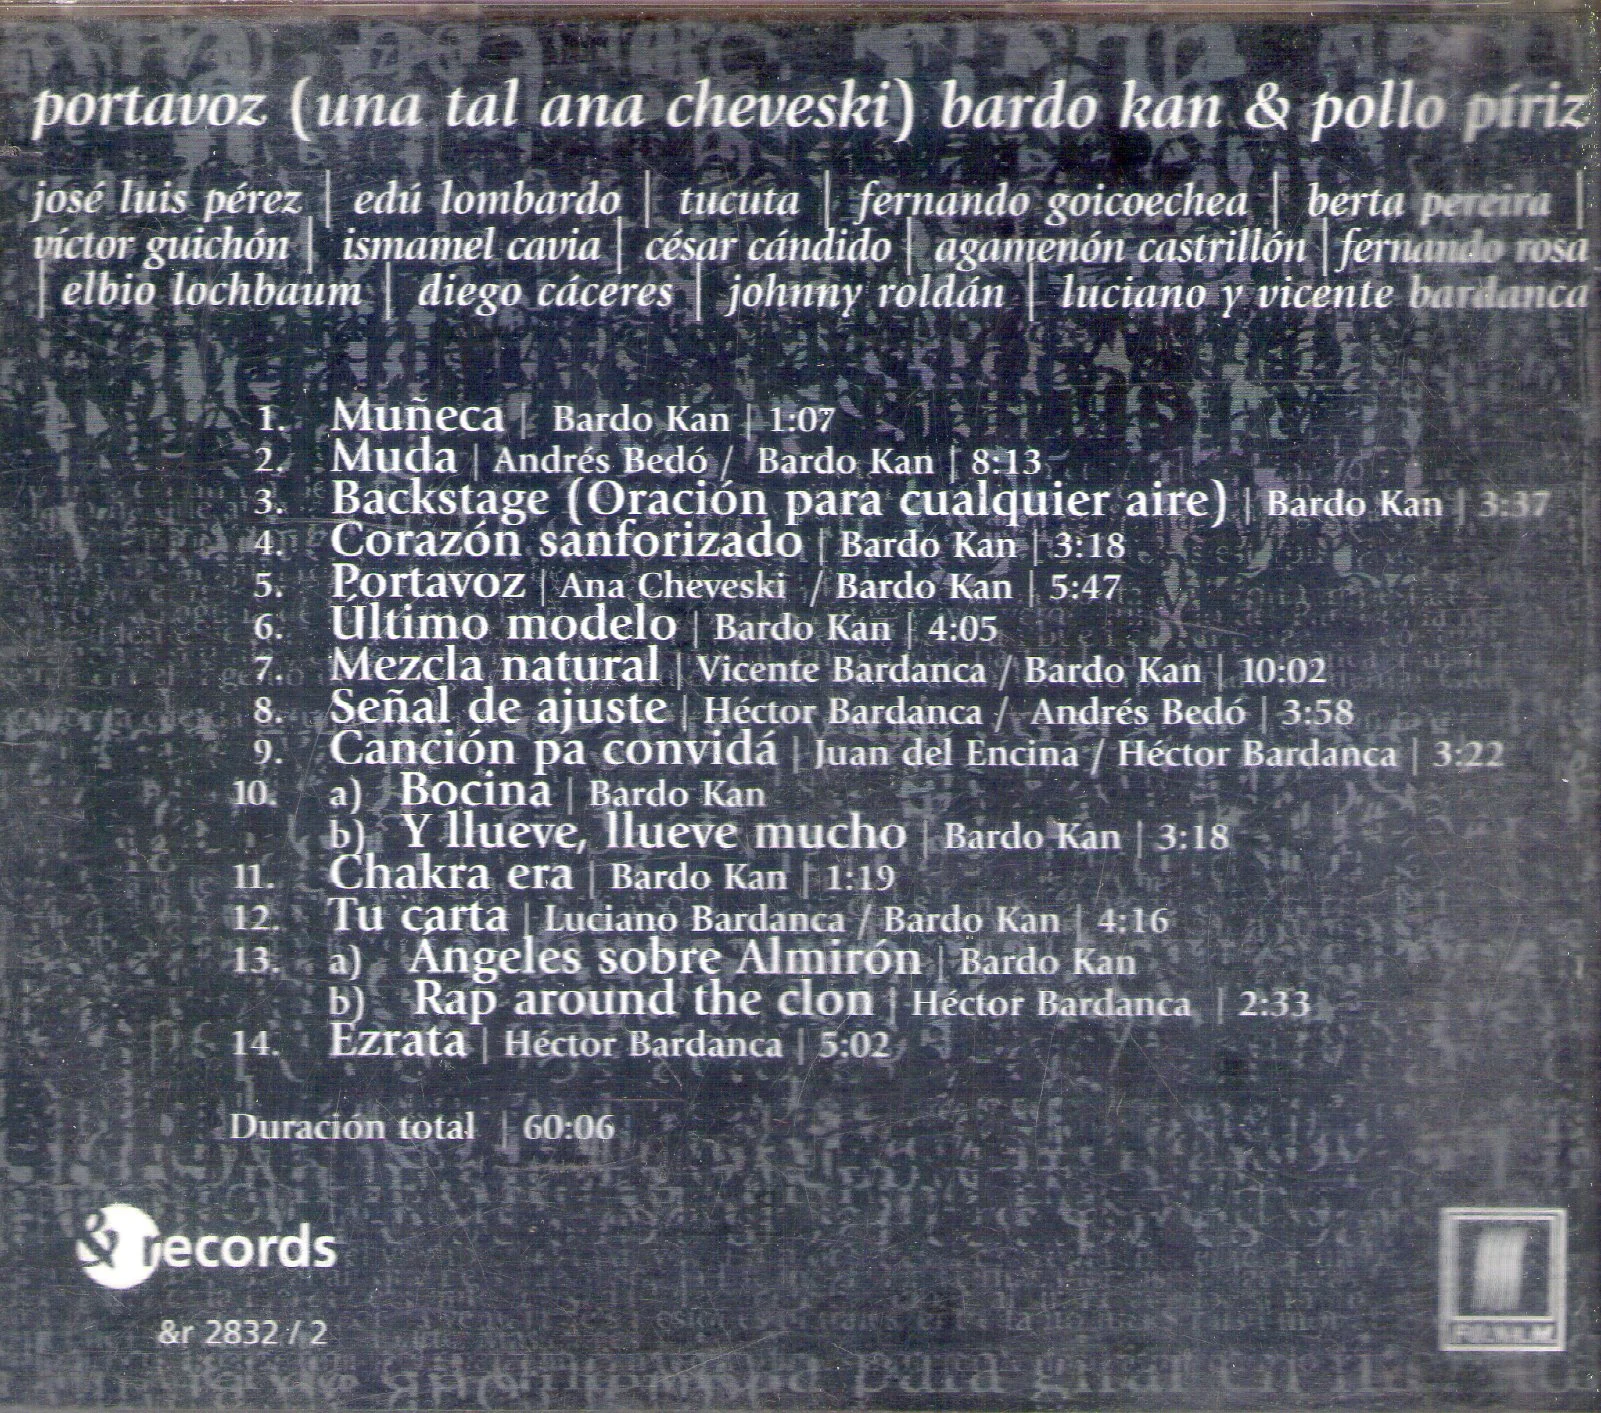 portavoz (una tal ana cheveski) bardo kan & pollo píriz
josé luis pérez | edú lombardo | tucuta | fernando goicoechea | berta pereira |
víctor guichón | ismamel cavia | césar cándido | agamenón castrillón | fernando rosa
| elbio lochbaum | diego cáceres | johnny roldán | luciano y vicente bardanca
1. Muñeca | Bardo Kan | 1:07
2. Muda | Andrés Bedó / Bardo Kan | 8:13
3. Backstage (Oración para cualquier aire) | Bardo Kan | 3:37
4. Corazón sanforizado | Bardo Kan | 3:18
5. Portavoz | Ana Cheveski / Bardo Kan | 5:47
6. Último modelo | Bardo Kan | 4:05
7. Mezcla natural | Vicente Bardanca / Bardo Kan | 10:02
8. Señal de ajuste | Héctor Bardanca / Andrés Bedó | 3:58
9. Canción pa convidá | Juan del Encina / Héctor Bardanca | 3:22
10. a) Bocina | Bardo Kan
b) Y llueve, llueve mucho | Bardo Kan | 3:18
11. Chakra era | Bardo Kan | 1:19
12. Tu carta | Luciano Bardanca / Bardo Kan | 4:16
13. a) Ángeles sobre Almirón | Bardo Kan
b) Rap around the clon | Héctor Bardanca | 2:33
14. Ezrata | Héctor Bardanca | 5:02
Duración total | 60:06
&records
&r 2832 / 2